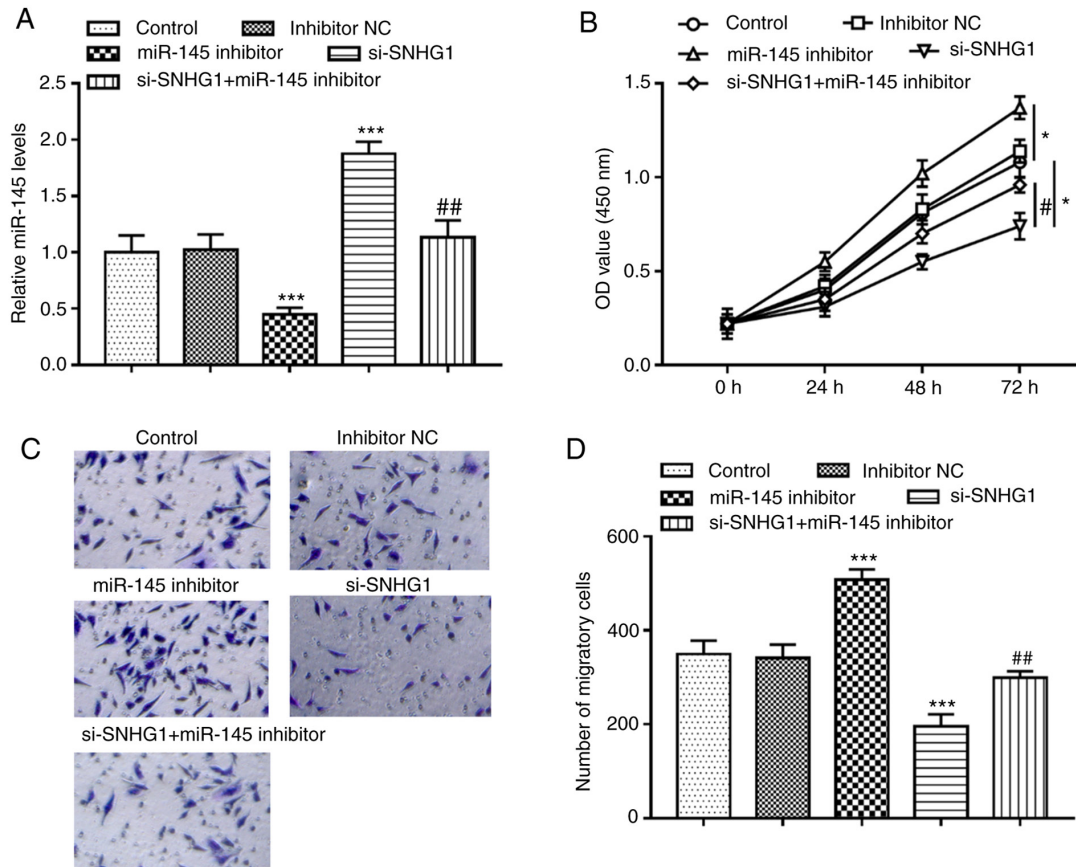 A
Control
Inhibitor NC
miR-145 inhibitor
si-SNHG1
si-SNHG1+miR-145 inhibitor
Relative miR-145 levels
2.5
2.0
1.5
1.0
0.5
0.0
***
***
##
B
Control
Inhibitor NC
miR-145 inhibitor
si-SNHG1
si-SNHG1+miR-145 inhibitor
OD value (450 nm)
1.5
1.0
0.5
0.0
0 h
24 h
48 h
72 h
*
#
*
C
Control
Inhibitor NC
miR-145 inhibitor
si-SNHG1
si-SNHG1+miR-145 inhibitor
D
Control
Inhibitor NC
miR-145 inhibitor
si-SNHG1
si-SNHG1+miR-145 inhibitor
Number of migratory cells
600
400
200
0
***
***
##